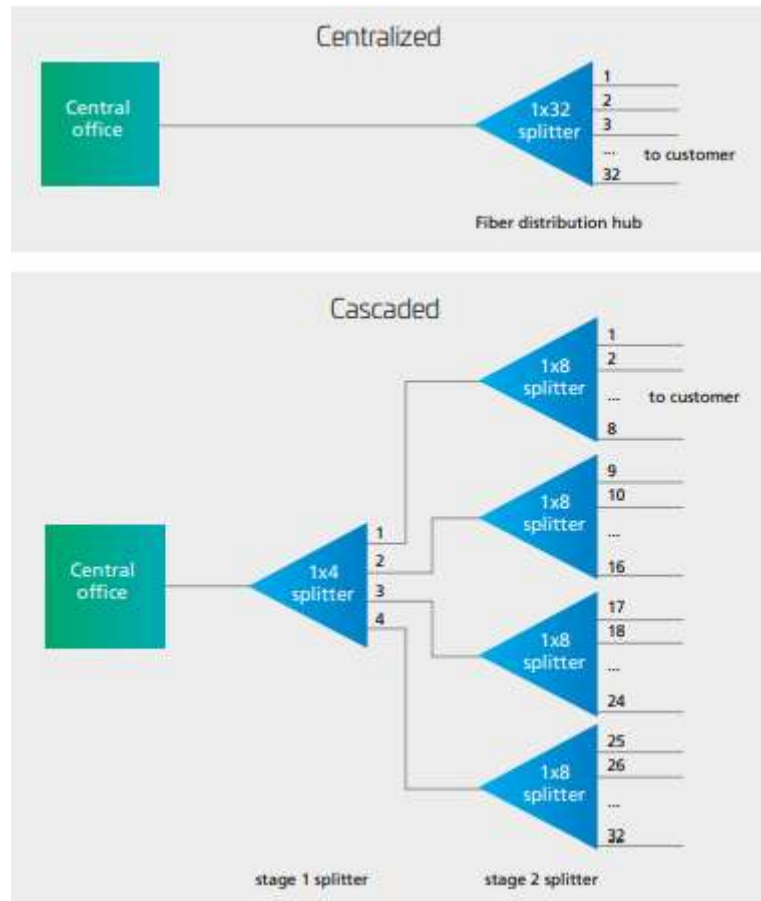 Centralized
Central
office
1x32
splitter
1
2
3
...
32
to customer
Fiber distribution hub
Cascaded
Central
office
1x4
splitter
1
2
3
4
1x8
splitter
1
2
...
8
to customer
1x8
splitter
9
10
...
16
1x8
splitter
17
18
...
24
1x8
splitter
25
26
...
32
stage 1 splitter
stage 2 splitter